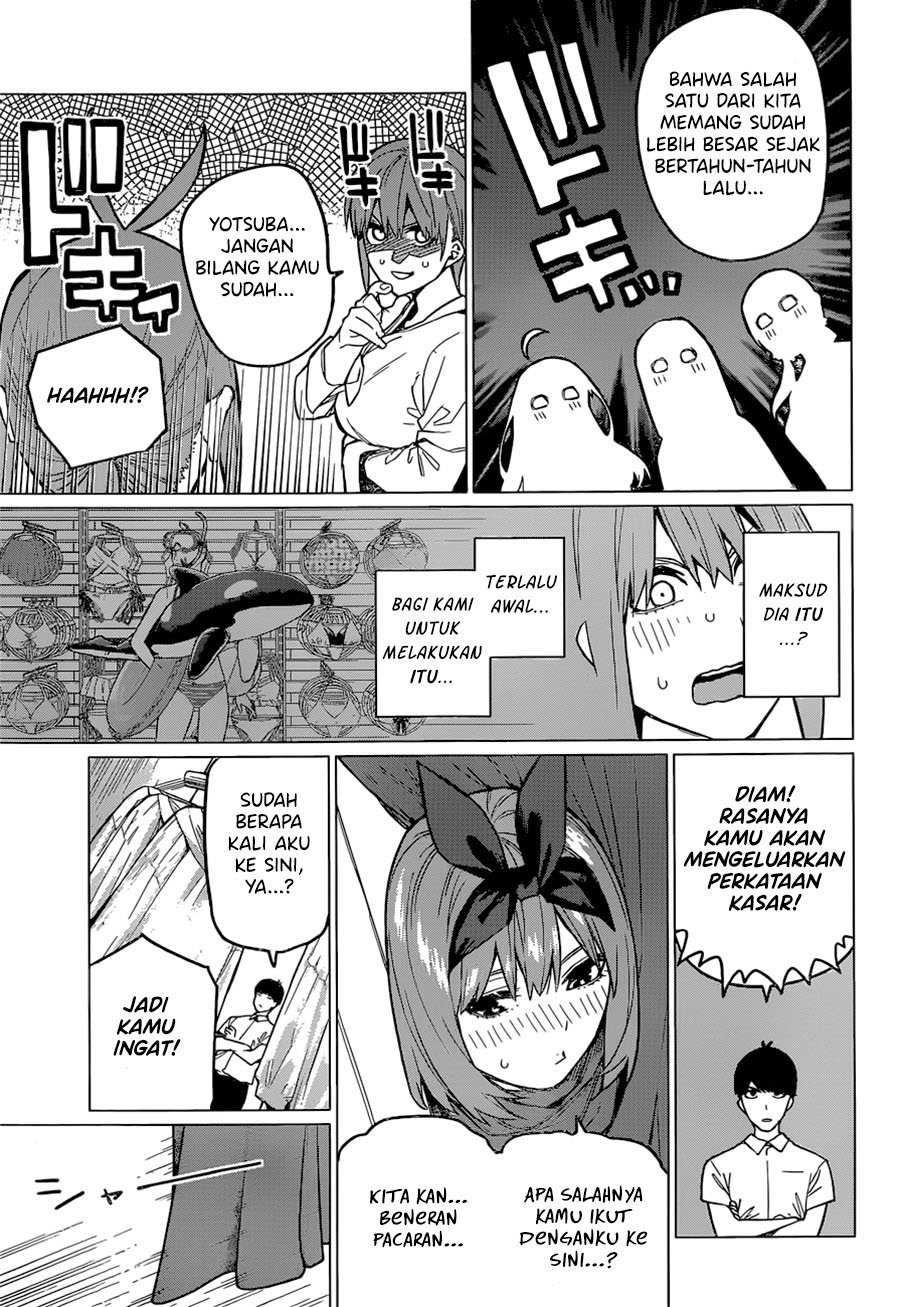 BAHWA SALAH
SATU DARI KITA
MEMANG SUDAH
LEBIH BESAR SEJAK
BERTAHUN-TAHUN
LALU...
ドキ...
ドキ
YOTSUBA...
JANGAN
BILANG KAMU
SUDAH...
ドキィ
HAAHHH!?
MAKSUD
DIA ITU
...?
TERLALU
AWAL...
BAGI KAMI
UNTUK
MELAKUKAN
ITU...
DIAM!
RASANYA
KAMU AKAN
MENGELUARKAN
PERKATAAN
KASAR!
APA SALAHNYA
KAMU IKUT
DENGANKU KE
SINI...?
KITA KAN...
BENERAN
PACARAN...
SUDAH
BERAPA
KALI AKU
KE SINI,
YA...?
JADI
KAMU
INGAT!
シャー